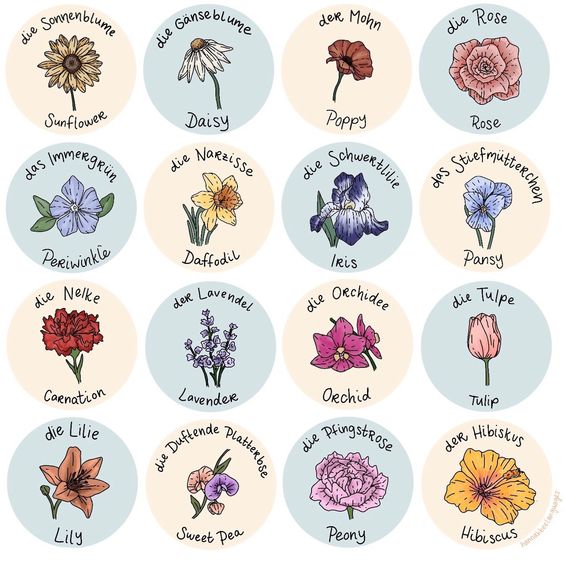 die Sonnenblume
Sunflower
die Gänseblume
Daisy
der Mohn
Poppy
die Rose
Rose
das Immergrün
Periwinkle
die Narzisse
Daffodil
die Schwertlilie
Iris
das Stiefmütterchen
Pansy
die Nelke
Carnation
der Lavendel
Lavender
die Orchidee
Orchid
die Tulpe
Tulip
die Lilie
Lily
die Duftende Platterbse
Sweet Pea
die Pfingstrose
Peony
der Hibiskus
Hibiscus